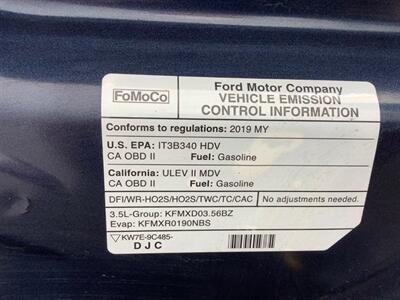 FoMoCo
Ford Motor Company
VEHICLE EMISSION
CONTROL INFORMATION
Conforms to regulations: 2019 MY
U.S. EPA: IT3B340 HDV
CA OBD II Fuel: Gasoline
California: ULEV II MDV
CA OBD II Fuel: Gasoline
DFI/WR-HO2S/HO2S/TWC/TC/CAC No adjustments needed.
3.5L-Group: KFMXD03.56BZ
Evap: KFMXR0190NBS
KW7E-9C485-
DJC